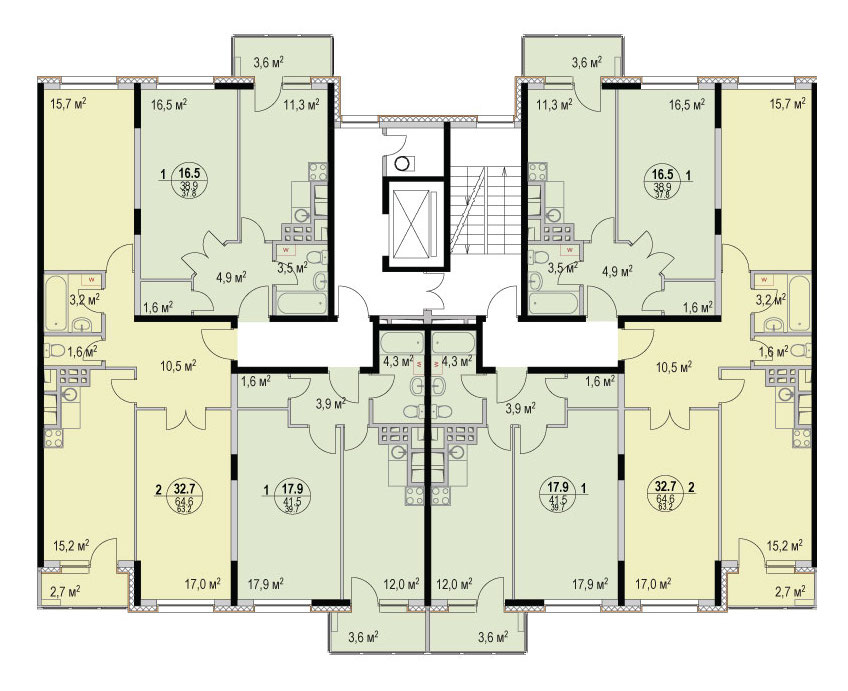 3,6 м²
3,6 м²
15,7 м²
16,5 м²
11,3 м²
11,3 м²
16,5 м²
15,7 м²
1 16.5
38.9
37.8
16.5 1
38.9
37.8
w
w
3,5 м²
4,9 м²
3,5 м²
4,9 м²
w
w
3,2 м²
1,6 м²
1,6 м²
3,2 м²
1,6 м²
10,5 м²
4,3 м²
w
w
4,3 м²
10,5 м²
1,6 м²
1,6 м²
3,9 м²
3,9 м²
1,6 м²
2 32.7
64.6
63.2
1 17.9
41.5
39.7
17.9 1
41.5
39.7
32.7 2
64.6
63.2
15,2 м²
17,0 м²
17,9 м²
12,0 м²
12,0 м²
17,9 м²
17,0 м²
15,2 м²
2,7 м²
2,7 м²
3,6 м²
3,6 м²